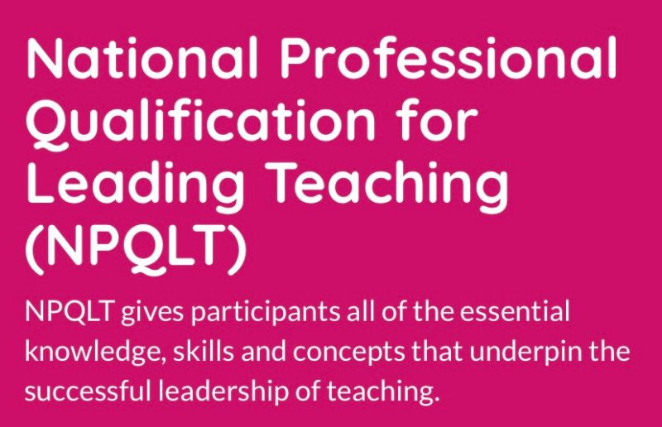 National Professional
Qualification for
Leading Teaching
(NPQLT)
NPQLT gives participants all of the essential
knowledge, skills and concepts that underpin the
successful leadership of teaching.